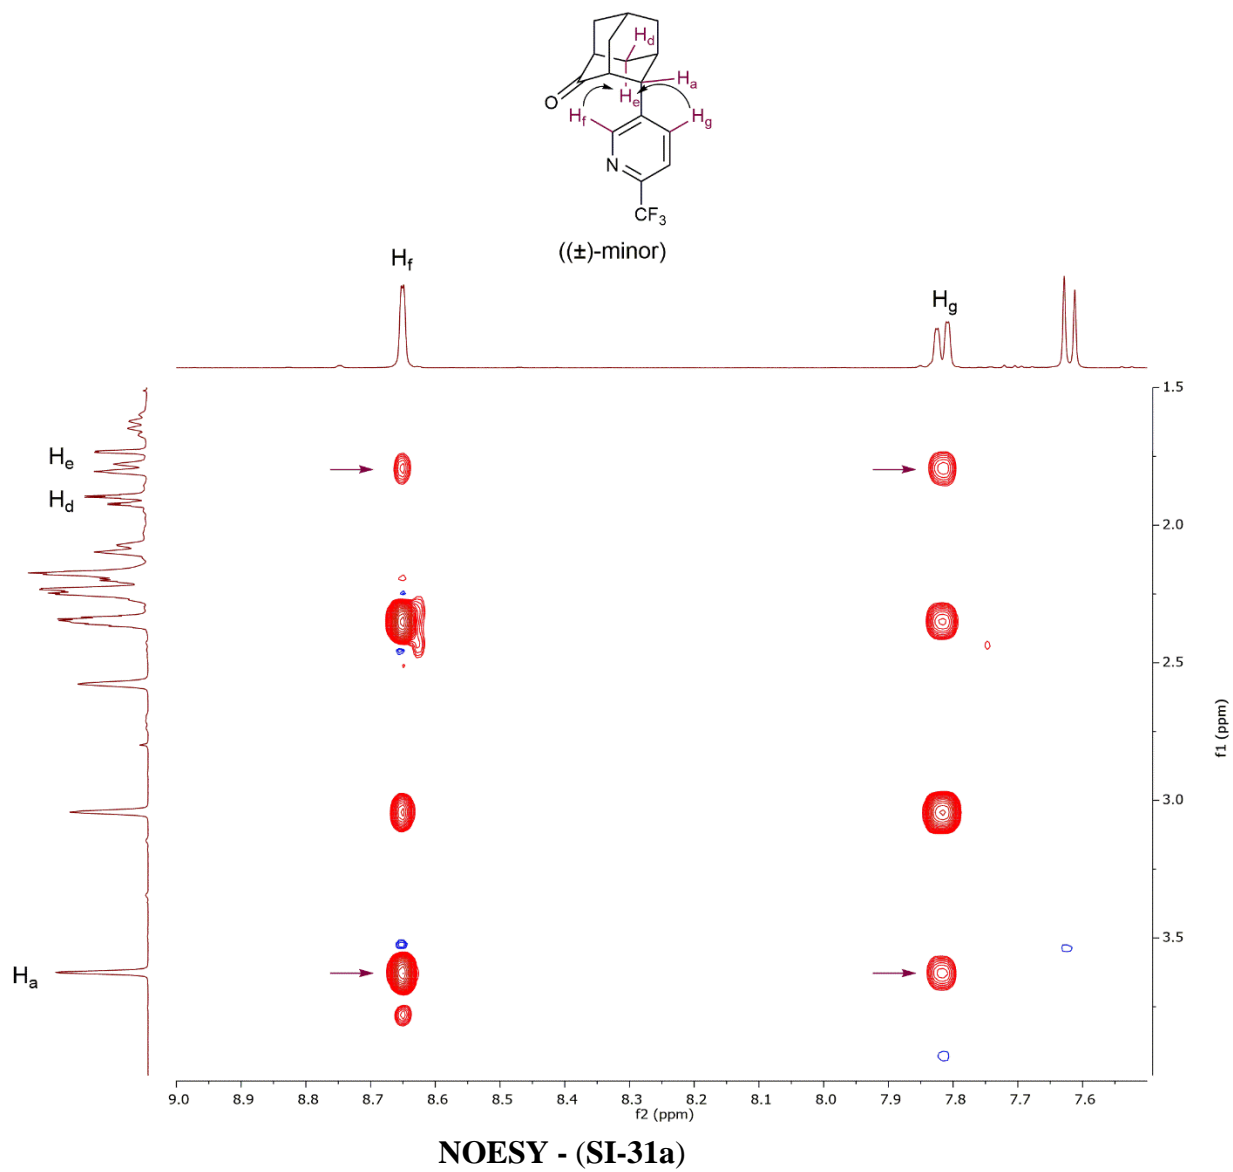 Hd
Ha
He
O
Hf
Hg
N
CF3
((±)-minor)
Hf
Hg
He
Hd
Ha
1.5
2.0
2.5
3.0
3.5
f1 (ppm)
9.0 8.9 8.8 8.7 8.6 8.5 8.4 8.3 8.2 8.1 8.0 7.9 7.8 7.7 7.6
f2 (ppm)
NOESY - (SI-31a)